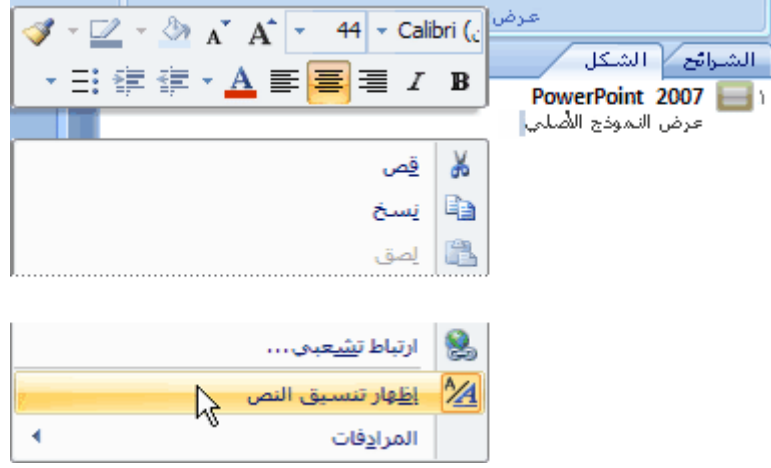 عرض
الشرائح الشكل
١ PowerPoint 2007
عرض النموذج الأصلي
44 Calibri (
A A
A I B
قص
نسخ
لصق
ارتباط تشعبي...
إظهار تنسيق النص
المرادفات